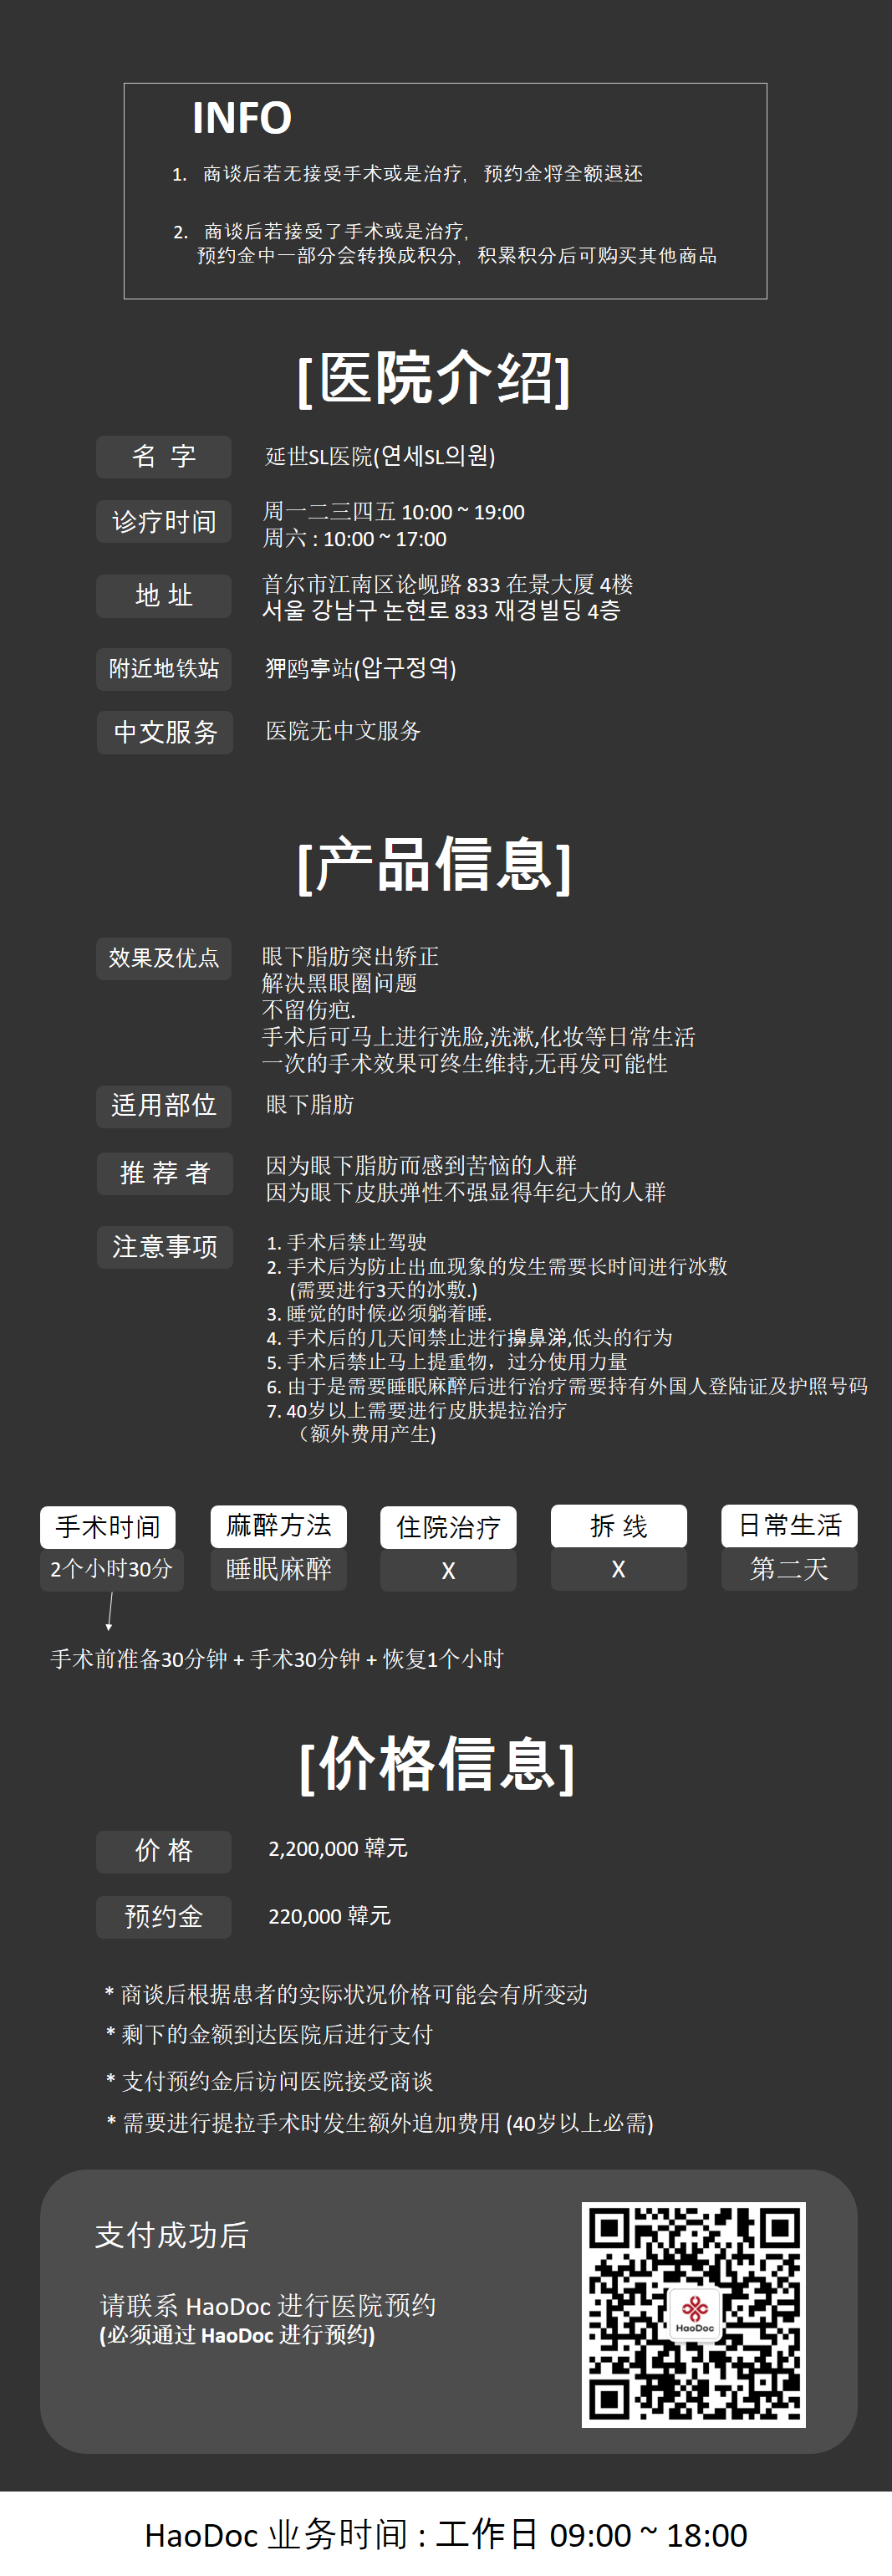 INFO
1. 商谈后若无接受手术或是治疗，预约金将全额退还
2. 商谈后若接受了手术或是治疗，
预约金中一部分会转换成积分，积累积分后可购买其他商品
[医院介绍]
名 字
延世SL医院(연세SL의원)
诊疗时间
周一二三四五 10:00 ~ 19:00
周六 : 10:00 ~ 17:00
地 址
首尔市江南区论岘路 833 在景大厦 4楼
서울 강남구 논현로 833 재경빌딩 4층
附近地铁站
狎鸥亭站(압구정역)
中文服务
医院无中文服务
[产品信息]
效果及优点
眼下脂肪突出矫正
解决黑眼圈问题
不留伤疤.
手术后可马上进行洗脸,洗漱,化妆等日常生活
一次的手术效果可终生维持,无再发可能性
适用部位
眼下脂肪
推 荐 者
因为眼下脂肪而感到苦恼的人群
因为眼下皮肤弹性不强显得年纪大的人群
注意事项
1. 手术后禁止驾驶
2. 手术后为防止出血现象的发生需要长时间进行冰敷
(需要进行3天的冰敷.)
3. 睡觉的时候必须躺着睡.
4. 手术后的几天间禁止进行擤鼻涕,低头的行为
5. 手术后禁止马上提重物，过分使用力量
6. 由于是需要睡眠麻醉后进行治疗需要持有外国人登陆证及护照号码
7. 40岁以上需要进行皮肤提拉治疗
（额外费用产生)
手术时间 麻醉方法 住院治疗 拆 线 日常生活
2个小时30分 睡眠麻醉 X X 第二天
手术前准备30分钟 + 手术30分钟 + 恢复1个小时
[价格信息]
价 格
2,200,000 韓元
预约金
220,000 韓元
* 商谈后根据患者的实际状况价格可能会有所变动
* 剩下的金额到达医院后进行支付
* 支付预约金后访问医院接受商谈
* 需要进行提拉手术时发生额外追加费用 (40岁以上必需)
支付成功后
请联系 HaoDoc 进行医院预约
(必须通过 HaoDoc 进行预约)
HaoDoc
HaoDoc 业务时间 : 工作日 09:00 ~ 18:00